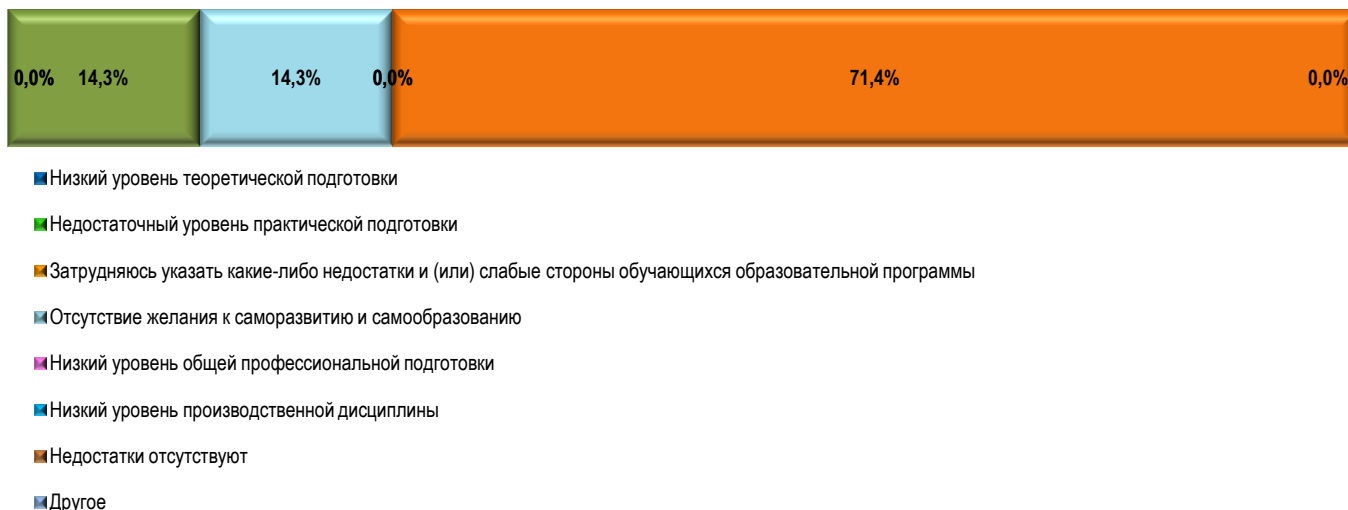 0,0% 14,3% 14,3% 0,0% 71,4% 0,0%
Низкий уровень теоретической подготовки
Недостаточный уровень практической подготовки
Затрудняюсь указать какие-либо недостатки и (или) слабые стороны обучающихся образовательной программы
Отсутствие желания к саморазвитию и самообразованию
Низкий уровень общей профессиональной подготовки
Низкий уровень производственной дисциплины
Недостатки отсутствуют
Другое